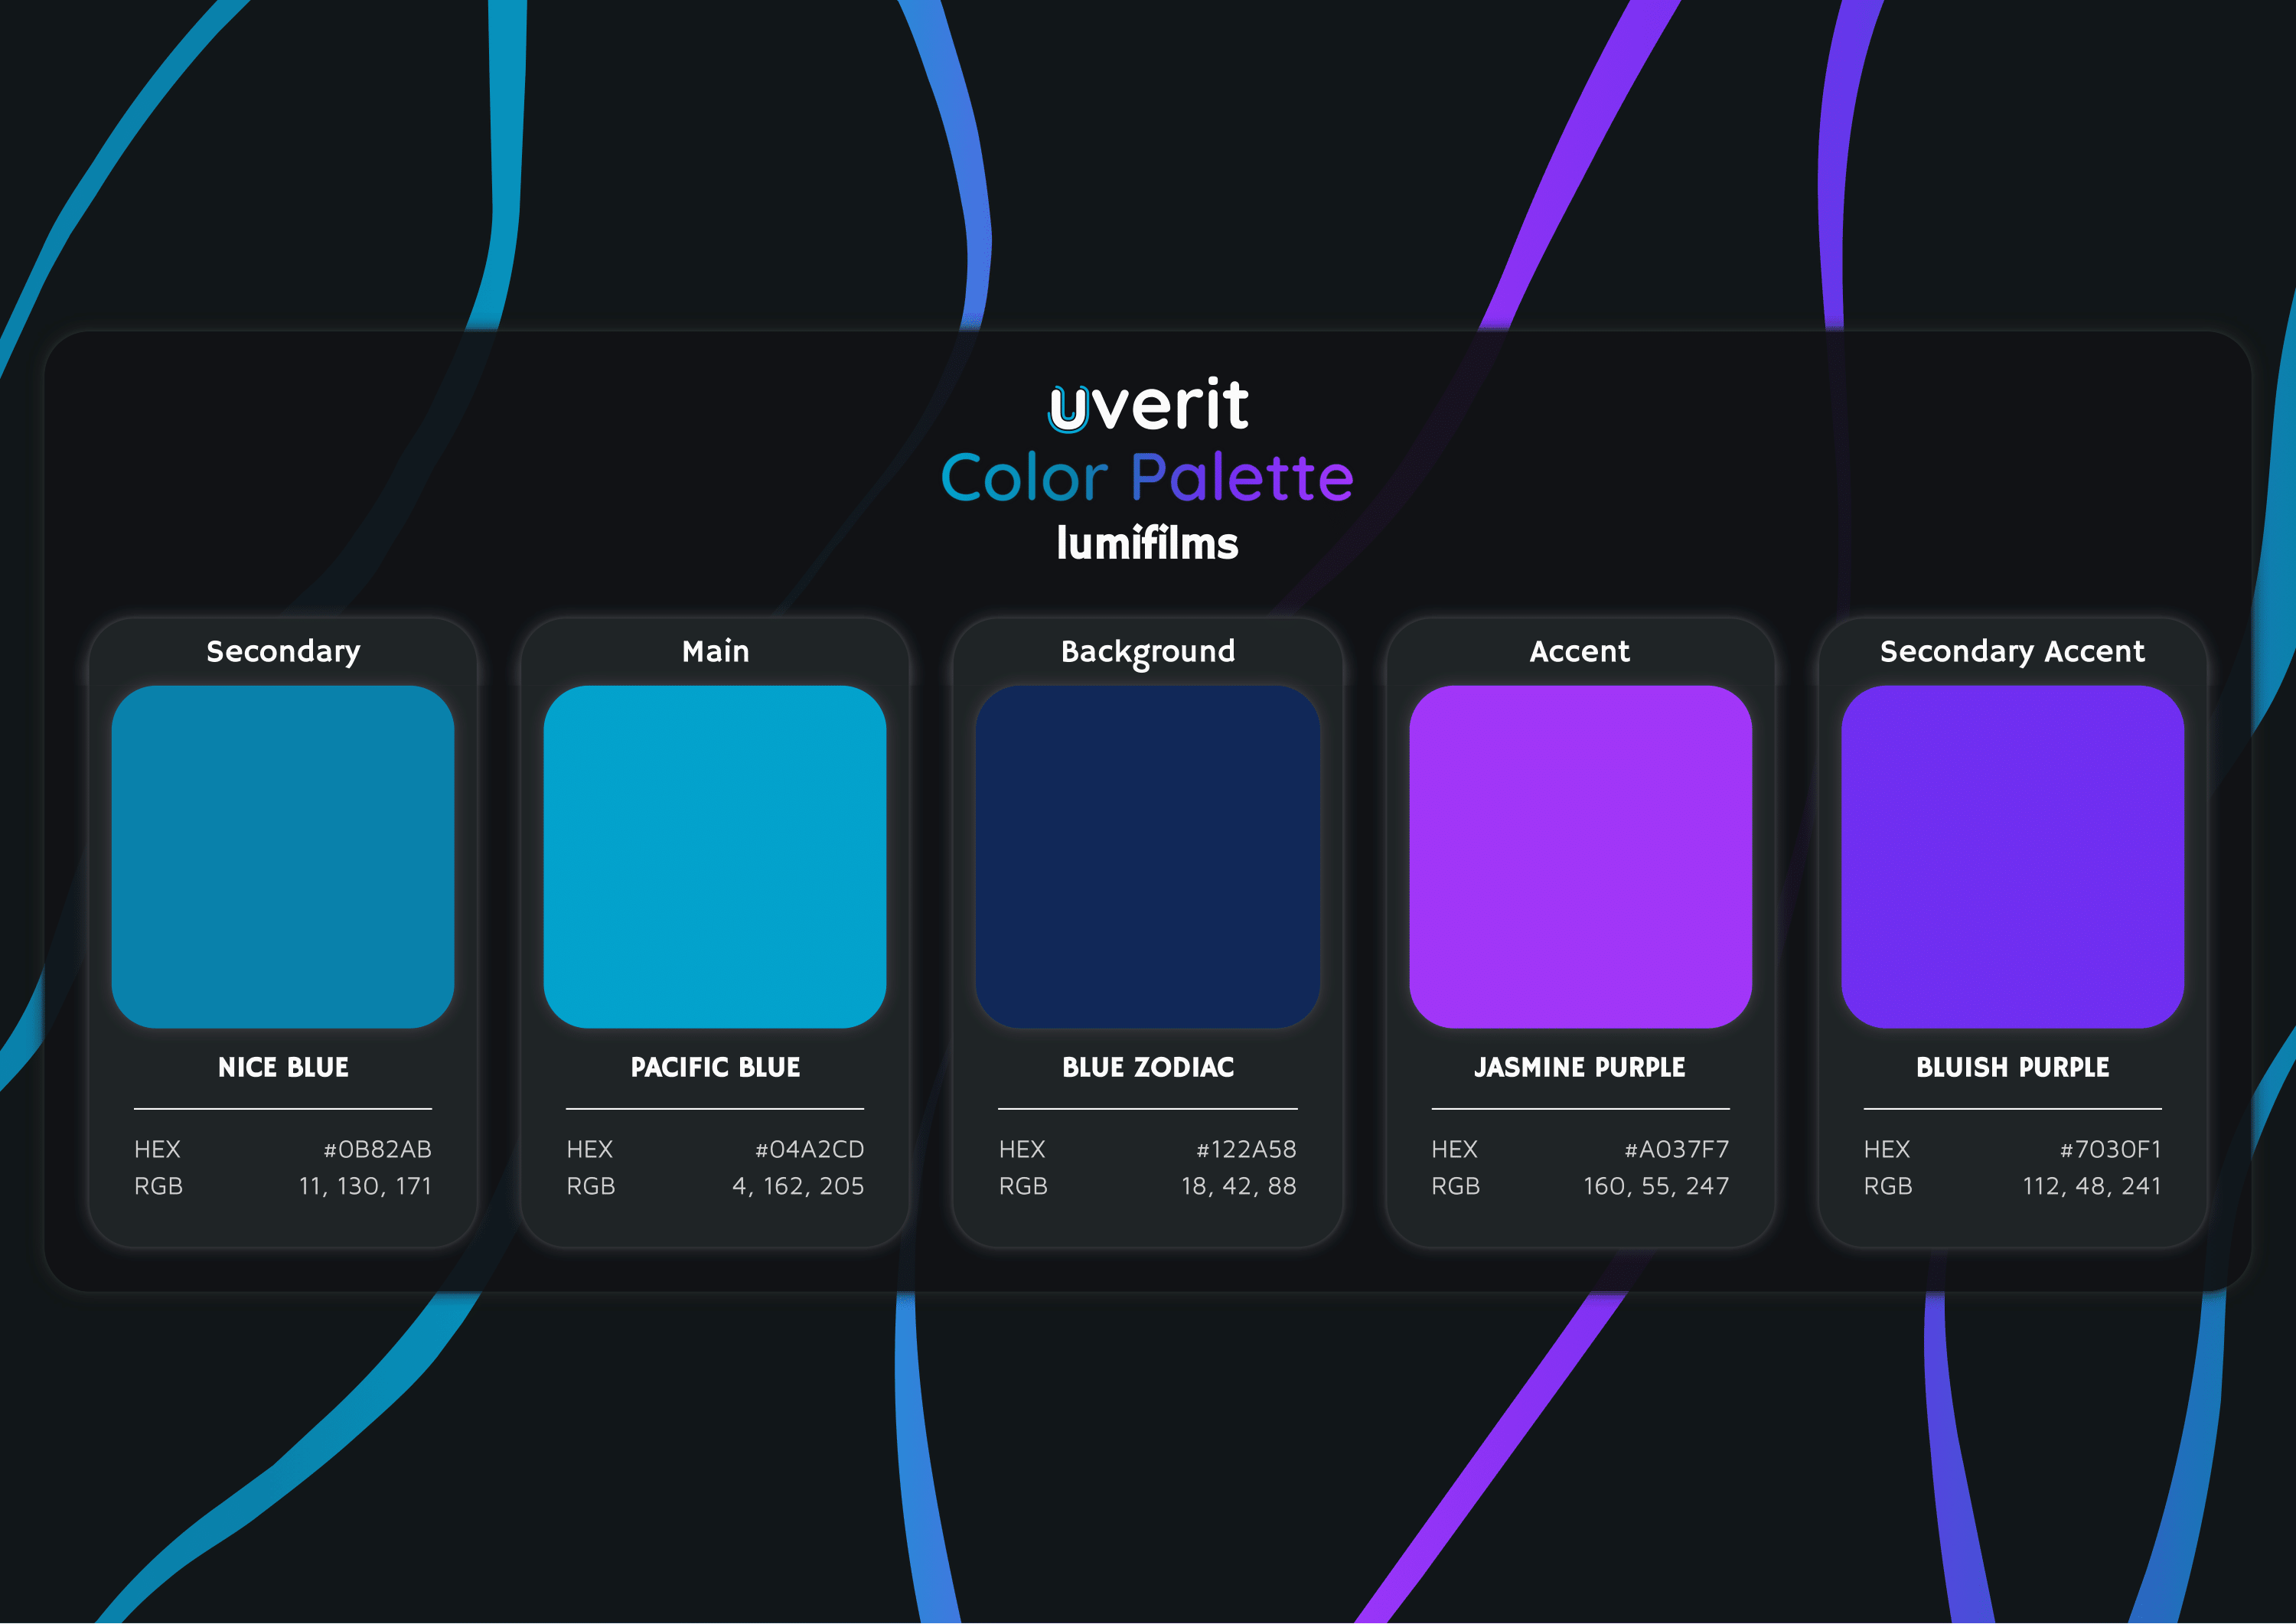 uverit
Color Palette
lumifilms
Secondary
NICE BLUE
HEX #0B82AB
RGB 11, 130, 171
Main
PACIFIC BLUE
HEX #04A2CD
RGB 4, 162, 205
Background
BLUE ZODIAC
HEX #122A58
RGB 18, 42, 88
Accent
JASMINE PURPLE
HEX #A037F7
RGB 160, 55, 247
Secondary Accent
BLUISH PURPLE
HEX #7030F1
RGB 112, 48, 241